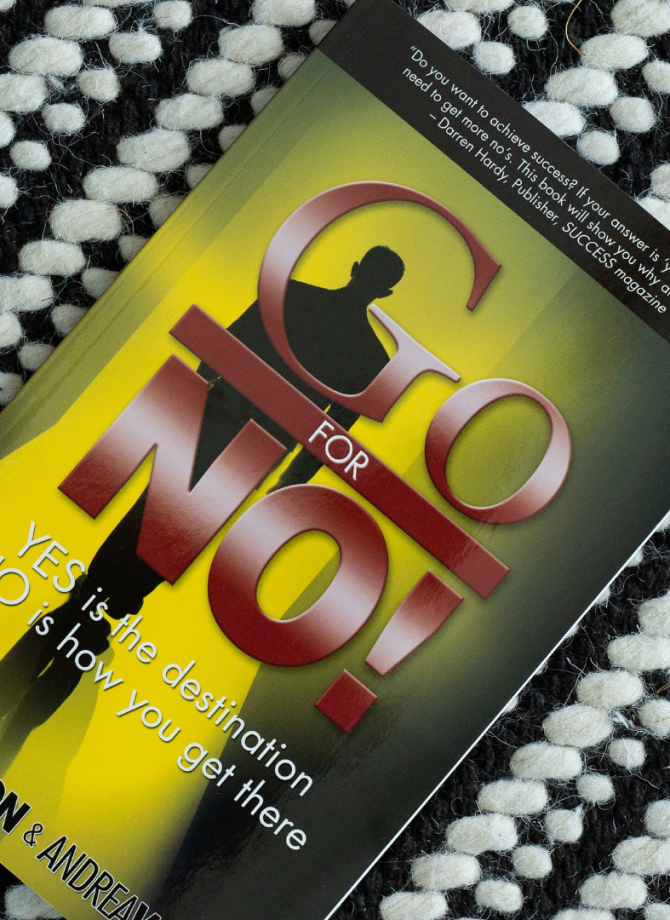 "Do you want to achieve success? If your answer is
need to get more no's. This book will show you why
– Darren Hardy, Publisher, SUCCESS magazine
Go
FOR
No!
YES is the destination
is how you get there
& ANDREA